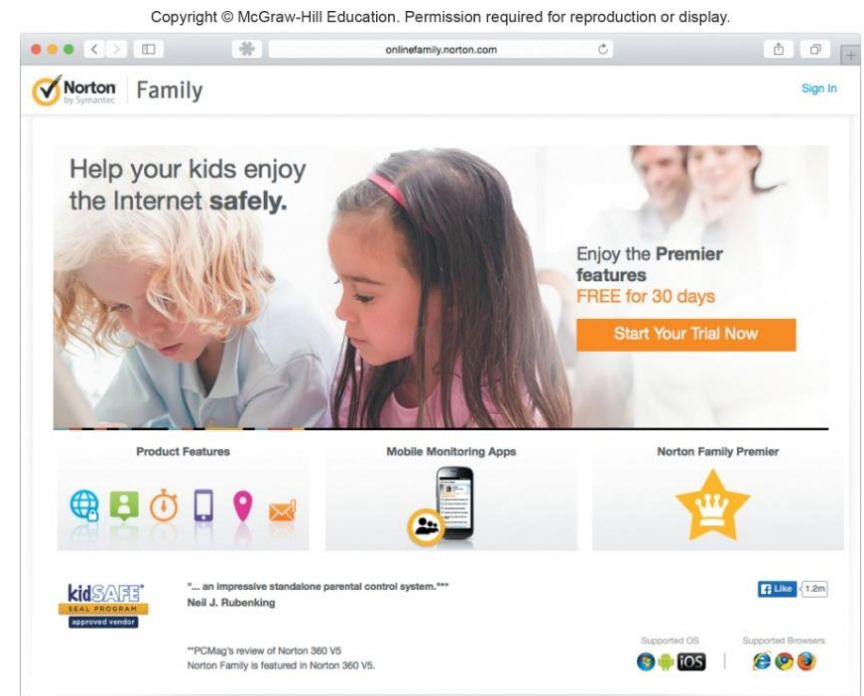 Copyright © McGraw-Hill Education. Permission required for reproduction or display.
onlinefamily.norton.com
Norton
by Symantec
Family
Sign In
Help your kids enjoy
the Internet safely.
Enjoy the Premier
features
FREE for 30 days
Start Your Trial Now
Product Features
Mobile Monitoring Apps
Norton Family Premier
kidSAFE
SEAL PROGRAM
approved vendor
"... an impressive standalone parental control system."**
Neil J. Rubenking
Like
1.2m
**PCMag's review of Norton 360 V5
Norton Family is featured in Norton 360 V5.
Supported OS
iOS
Supported Browsers